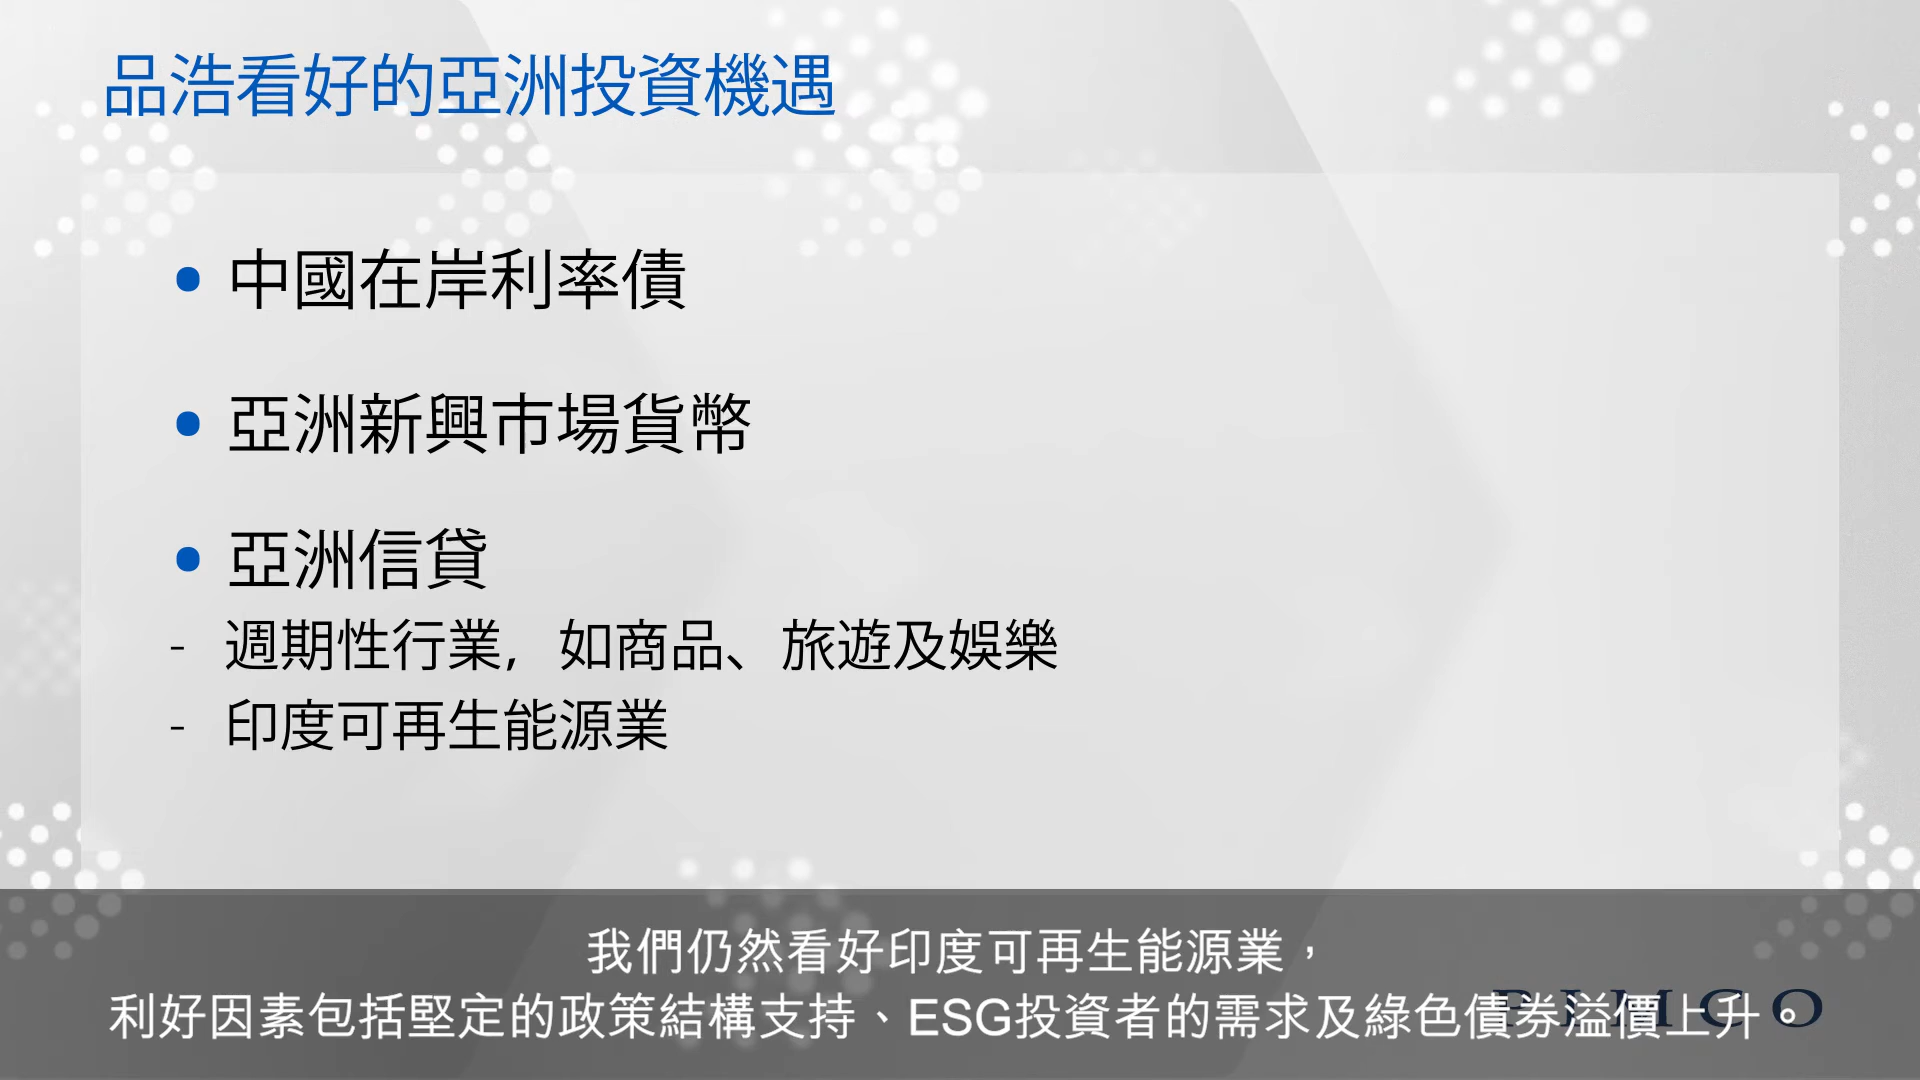 品浩看好的亞洲投資機遇
• 中國在岸利率債
• 亞洲新興市場貨幣
• 亞洲信貸
- 週期性行業，如商品、旅遊及娛樂
- 印度可再生能源業
我們仍然看好印度可再生能源業，
利好因素包括堅定的政策結構支持、ESG投資者的需求及綠色債券溢價上升。
PIMCO